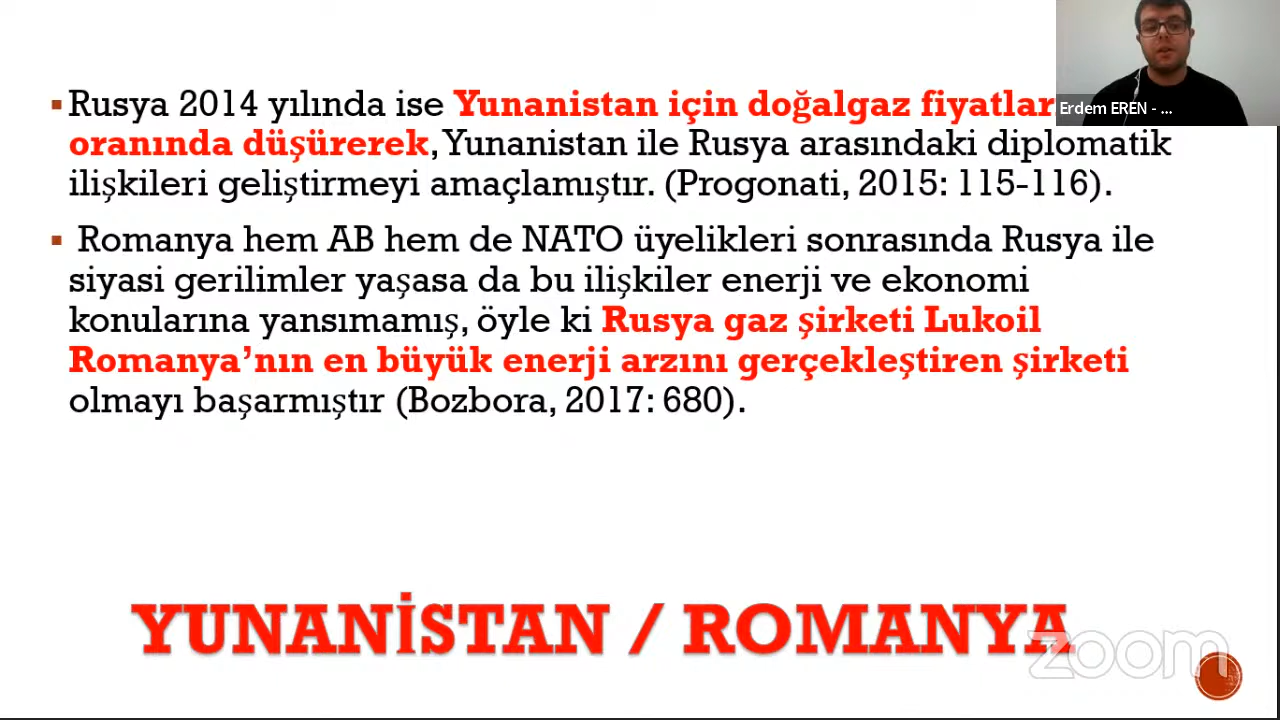 Rusya 2014 yılında ise Yunanistan için doğalgaz fiyatlar
oranında düşürerek, Yunanistan ile Rusya arasındaki diplomatik
ilişkileri geliştirmeyi amaçlamıştır. (Progonati, 2015: 115-116).
Romanya hem AB hem de NATO üyelikleri sonrasında Rusya ile
siyasi gerilimler yaşasa da bu ilişkiler enerji ve ekonomi
konularına yansımamış, öyle ki Rusya gaz şirketi Lukoil
Romanya’nın en büyük enerji arzını gerçekleştiren şirketi
olmayı başarmıştır (Bozbora, 2017: 680).
YUNANİSTAN / ROMANYA
Erdem EREN - ...
zoom